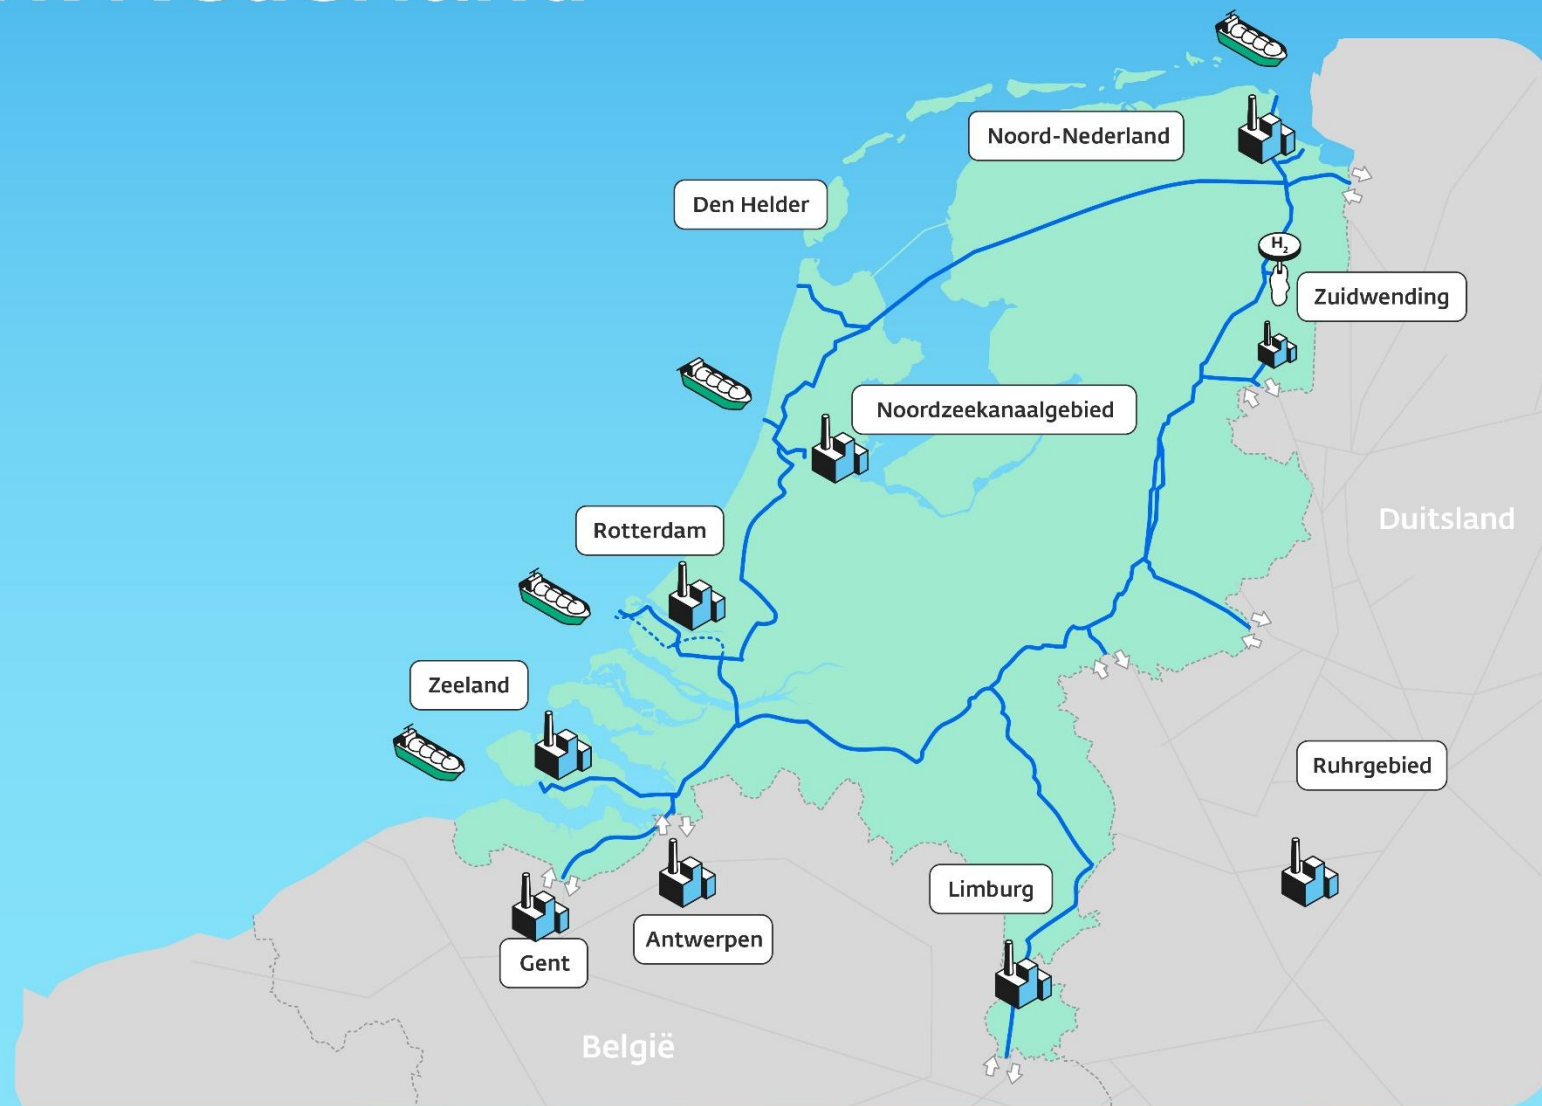 Noord-Nederland
Den Helder
H₂
Zuidwending
Noordzeekanaalgebied
Duitsland
Rotterdam
Zeeland
Ruhrgebied
Limburg
Antwerpen
Gent
België